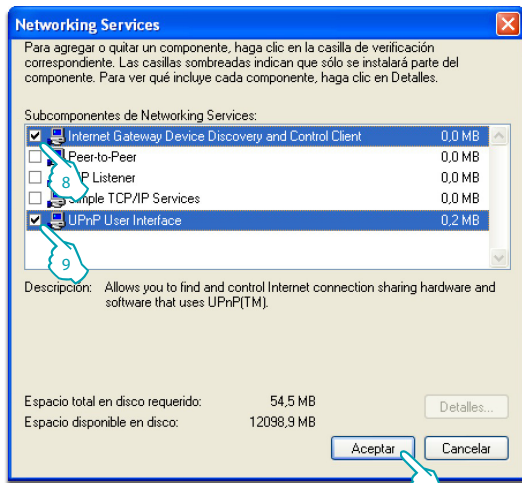 Networking Services
Para agregar o quitar un componente, haga clic en la casilla de verificación
correspondiente. Las casillas sombreadas indican que sólo se instalará parte del
componente. Para ver qué incluye cada componente, haga clic en Detalles.
Subcomponentes de Networking Services:
Internet Gateway Device Discovery and Control Client 0,0 MB
Peer-to-Peer 0,0 MB
8
P Listener 0,0 MB
TCP/IP Services 0,0 MB
UPnP User Interface 0,2 MB
9
Descripción: Allows you to find and control Internet connection sharing hardware and
software that uses UPnP(TM).
Espacio total en disco requerido: 54,5 MB
Detalles...
Espacio disponible en disco: 12098,9 MB
Aceptar Cancelar